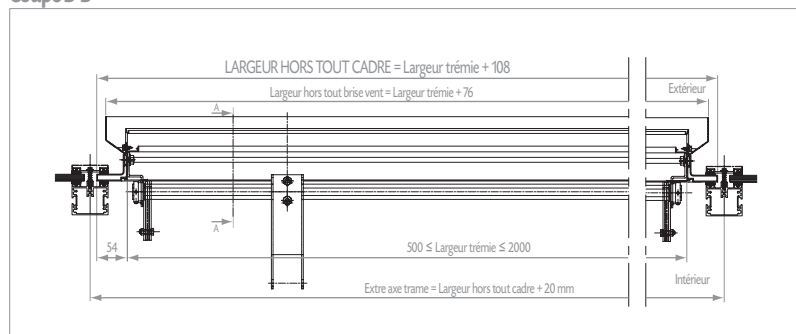 LARGEUR HORS TOUT CADRE = Largeur trémie + 108
Largeur hors tout brise vent = Largeur trémie + 76
Extérieur
A
A
54
500 ≤ Largeur trémie ≤ 2000
Intérieur
Extre axe trame = Largeur hors tout cadre + 20 mm